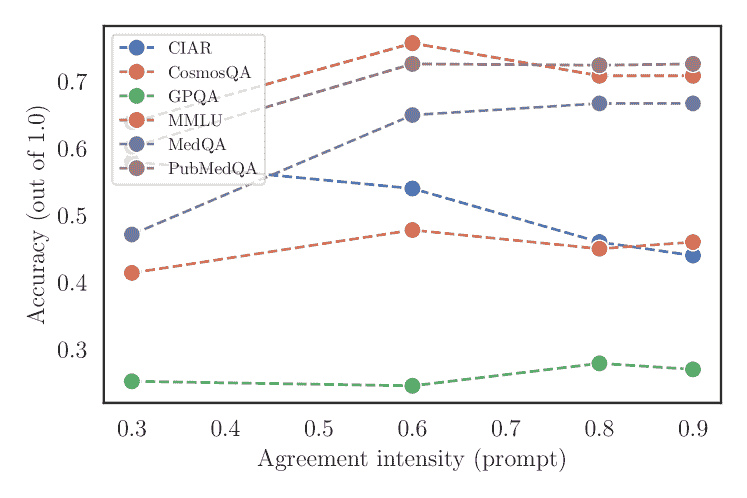 CIAR
CosmosQA
GPQA
MMLU
MedQA
PubMedQA
Accuracy (out of 1.0)
0.7
0.6
0.5
0.4
0.3
0.3 0.4 0.5 0.6 0.7 0.8 0.9
Agreement intensity (prompt)